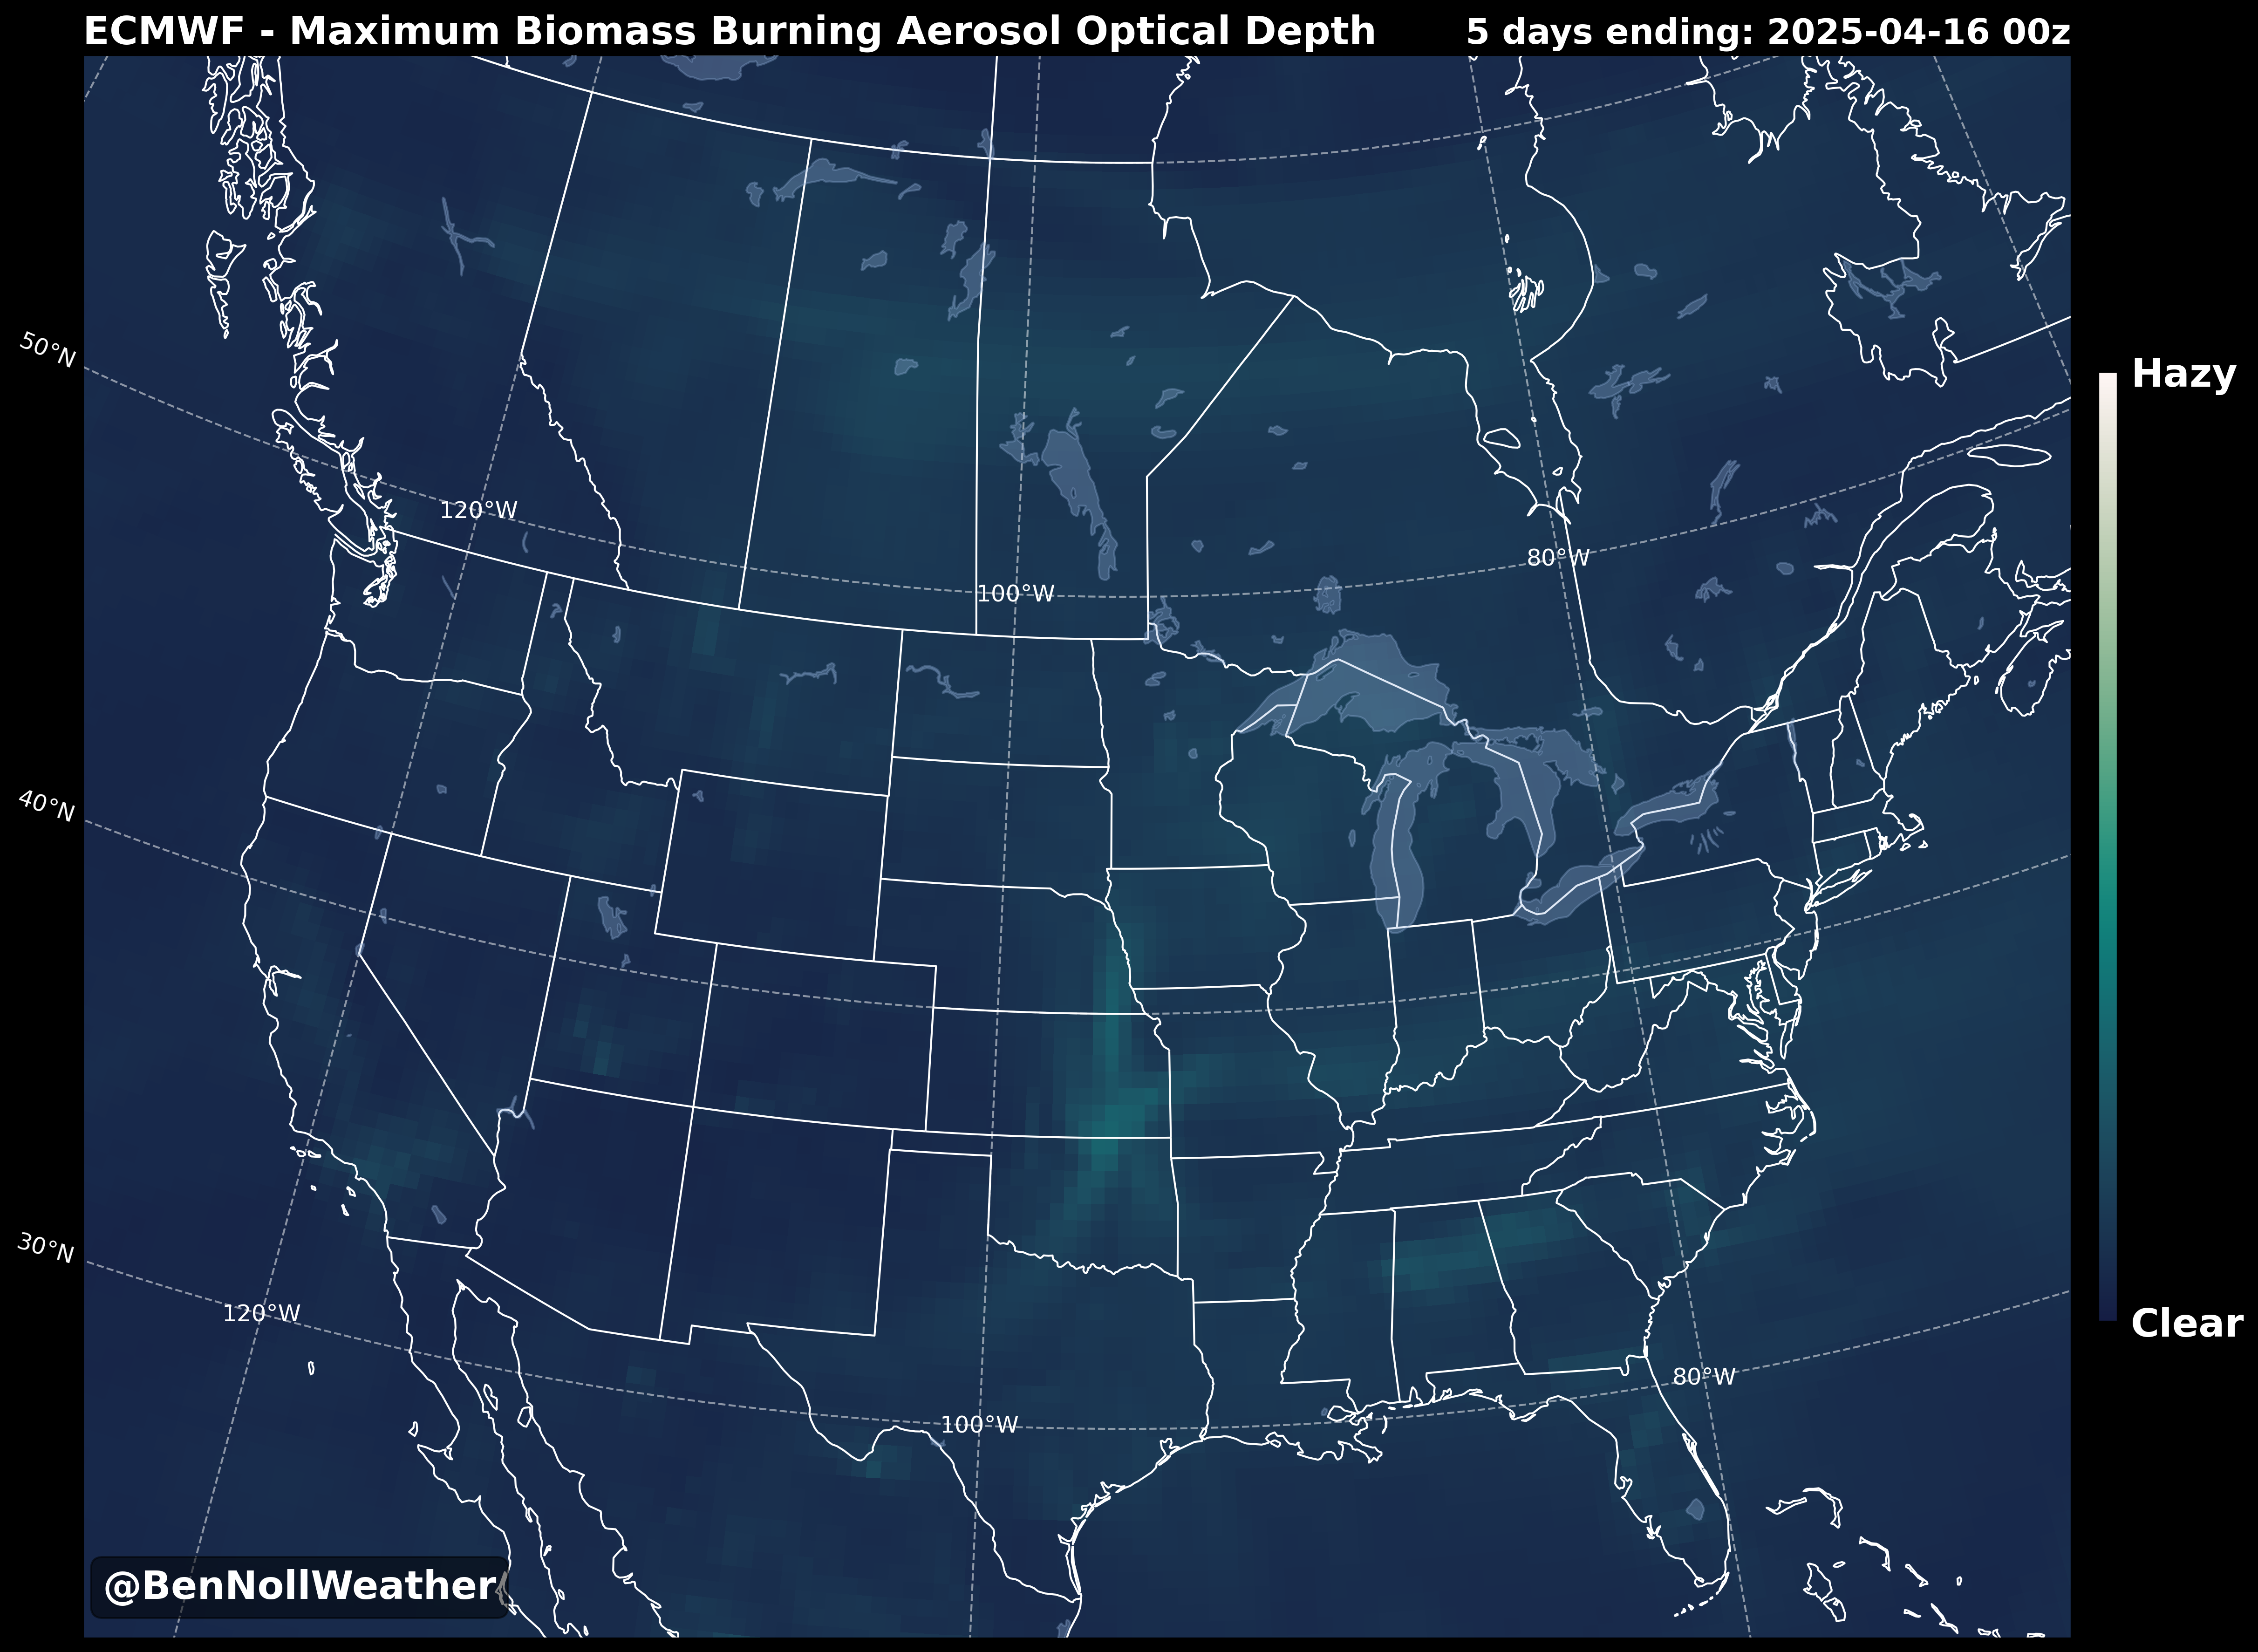 ECMWF - Maximum Biomass Burning Aerosol Optical Depth
5 days ending: 2025-04-16 00z
50°N
Hazy
120°W
80°W
100°W
40°N
30°N
120°W
Clear
80°W
100°W
@BenNollWeather